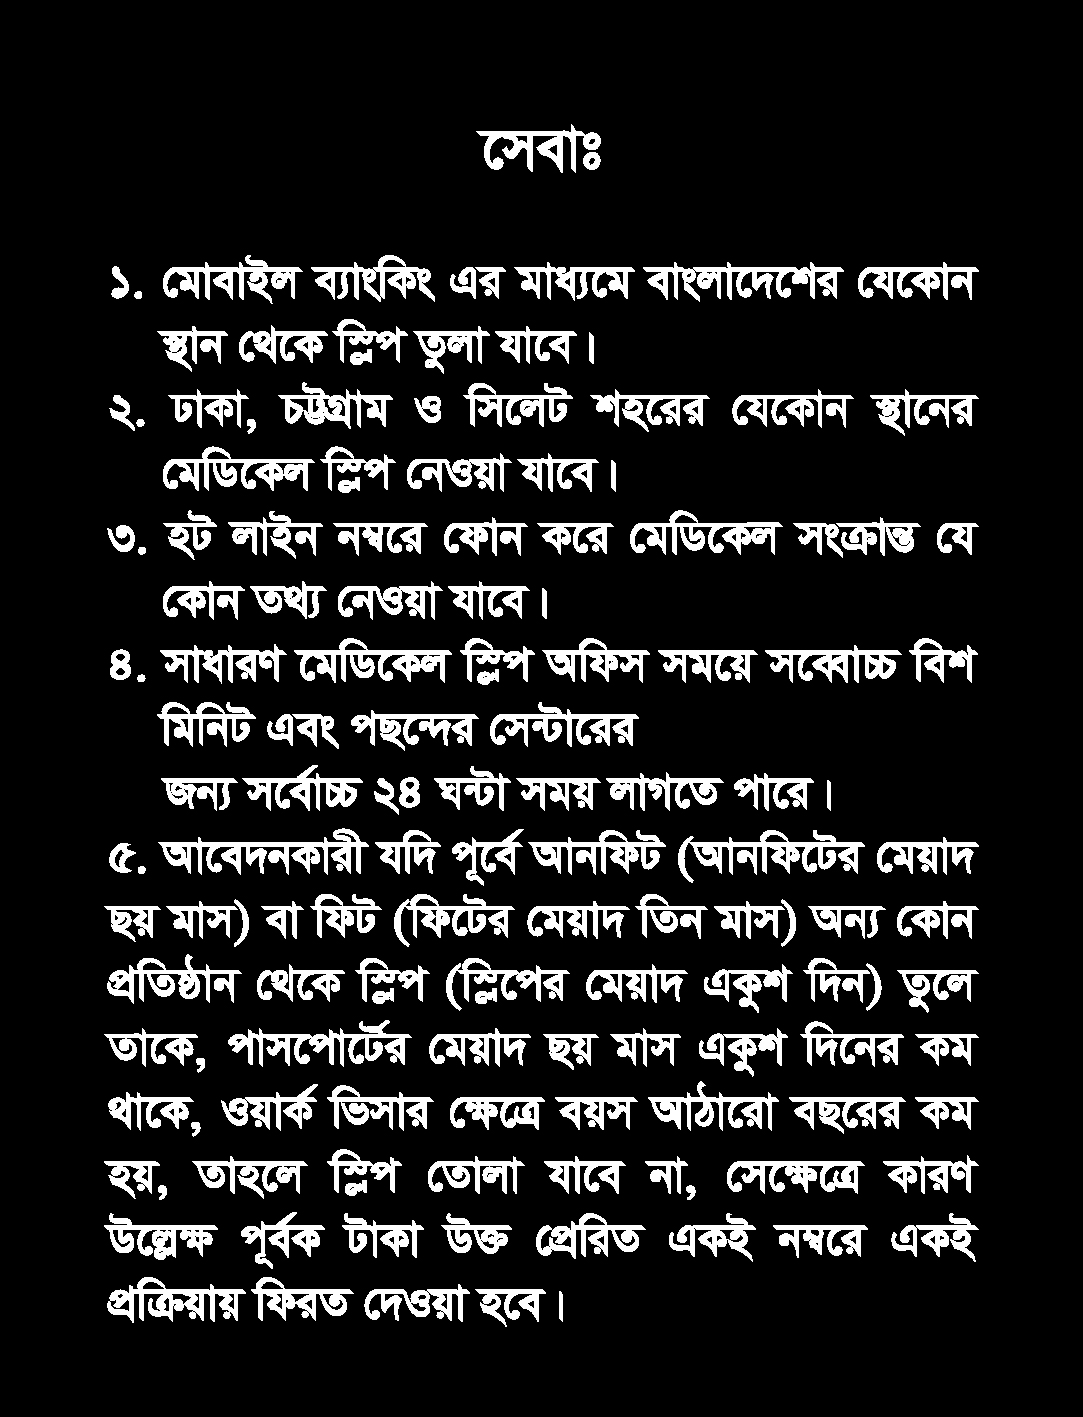 সেবাঃ
১. মোবাইল ব্যাংকিং এর মাধ্যমে বাংলাদেশের যেকোন
স্থান থেকে স্লিপ তুলা যাবে।
২. ঢাকা, চট্টগ্রাম ও সিলেট শহরের যেকোন স্থানের
মেডিকেল স্লিপ নেওয়া যাবে।
৩. হট লাইন নম্বরে ফোন করে মেডিকেল সংক্রান্ত যে
কোন তথ্য নেওয়া যাবে।
৪. সাধারণ মেডিকেল স্লিপ অফিস সময়ে সব্বোচ্চ বিশ
মিনিট এবং পছন্দের সেন্টারের
জন্য সর্বোচ্চ ২৪ ঘন্টা সময় লাগতে পারে।
৫. আবেদনকারী যদি পূর্বে আনফিট (আনফিটের মেয়াদ
ছয় মাস) বা ফিট (ফিটের মেয়াদ তিন মাস) অন্য কোন
প্রতিষ্ঠান থেকে স্লিপ (স্লিপের মেয়াদ একুশ দিন) তুলে
তাকে, পাসপোর্টের মেয়াদ ছয় মাস একুশ দিনের কম
থাকে, ওয়ার্ক ভিসার ক্ষেত্রে বয়স আঠারো বছরের কম
হয়, তাহলে স্লিপ তোলা যাবে না, সেক্ষেত্রে কারণ
উল্লেক্ষ পূর্বক টাকা উক্ত প্রেরিত একই নম্বরে একই
প্রক্রিয়ায় ফিরত দেওয়া হবে।